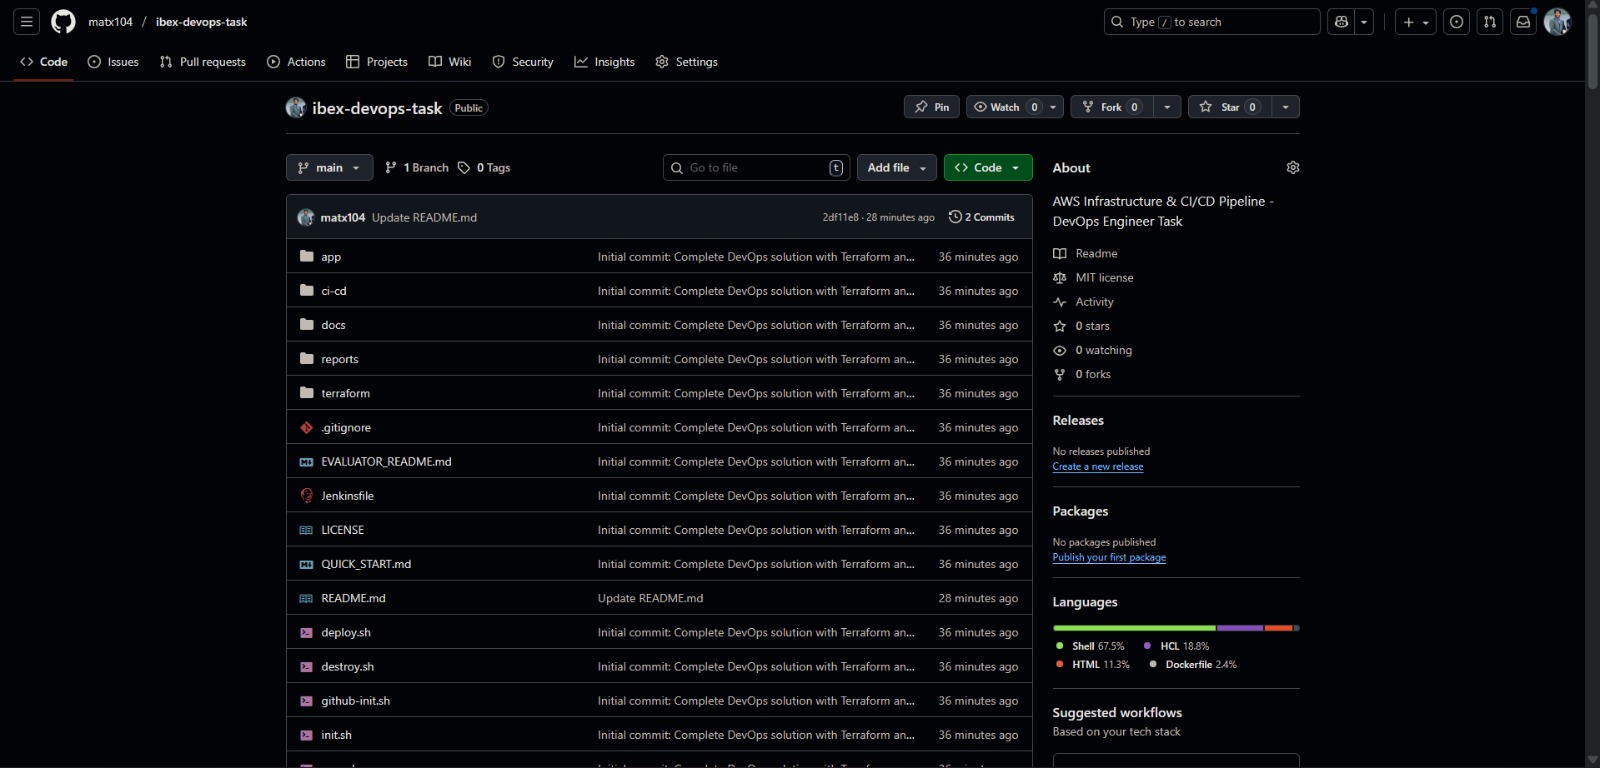 matx104 / ibex-devops-task
Type / to search
Code Issues Pull requests Actions Projects Wiki Security Insights Settings
ibex-devops-task Public
Pin Watch 0 Fork 0 Star 0
main 1 Branch 0 Tags Go to file t Add file Code
matx104 Update README.md 2df11e8 · 28 minutes ago 2 Commits
app Initial commit: Complete DevOps solution with Terraform an... 36 minutes ago
ci-cd Initial commit: Complete DevOps solution with Terraform an... 36 minutes ago
docs Initial commit: Complete DevOps solution with Terraform an... 36 minutes ago
reports Initial commit: Complete DevOps solution with Terraform an... 36 minutes ago
terraform Initial commit: Complete DevOps solution with Terraform an... 36 minutes ago
.gitignore Initial commit: Complete DevOps solution with Terraform an... 36 minutes ago
EVALUATOR_README.md Initial commit: Complete DevOps solution with Terraform an... 36 minutes ago
Jenkinsfile Initial commit: Complete DevOps solution with Terraform an... 36 minutes ago
LICENSE Initial commit: Complete DevOps solution with Terraform an... 36 minutes ago
QUICK_START.md Initial commit: Complete DevOps solution with Terraform an... 36 minutes ago
README.md Update README.md 28 minutes ago
deploy.sh Initial commit: Complete DevOps solution with Terraform an... 36 minutes ago
destroy.sh Initial commit: Complete DevOps solution with Terraform an... 36 minutes ago
github-init.sh Initial commit: Complete DevOps solution with Terraform an... 36 minutes ago
init.sh Initial commit: Complete DevOps solution with Terraform an... 36 minutes ago
About
AWS Infrastructure & CI/CD Pipeline -
DevOps Engineer Task
Readme
MIT license
Activity
0 stars
0 watching
0 forks
Releases
No releases published
Create a new release
Packages
No packages published
Publish your first package
Languages
Shell 67.5% HCL 18.8%
HTML 11.3% Dockerfile 2.4%
Suggested workflows
Based on your tech stack